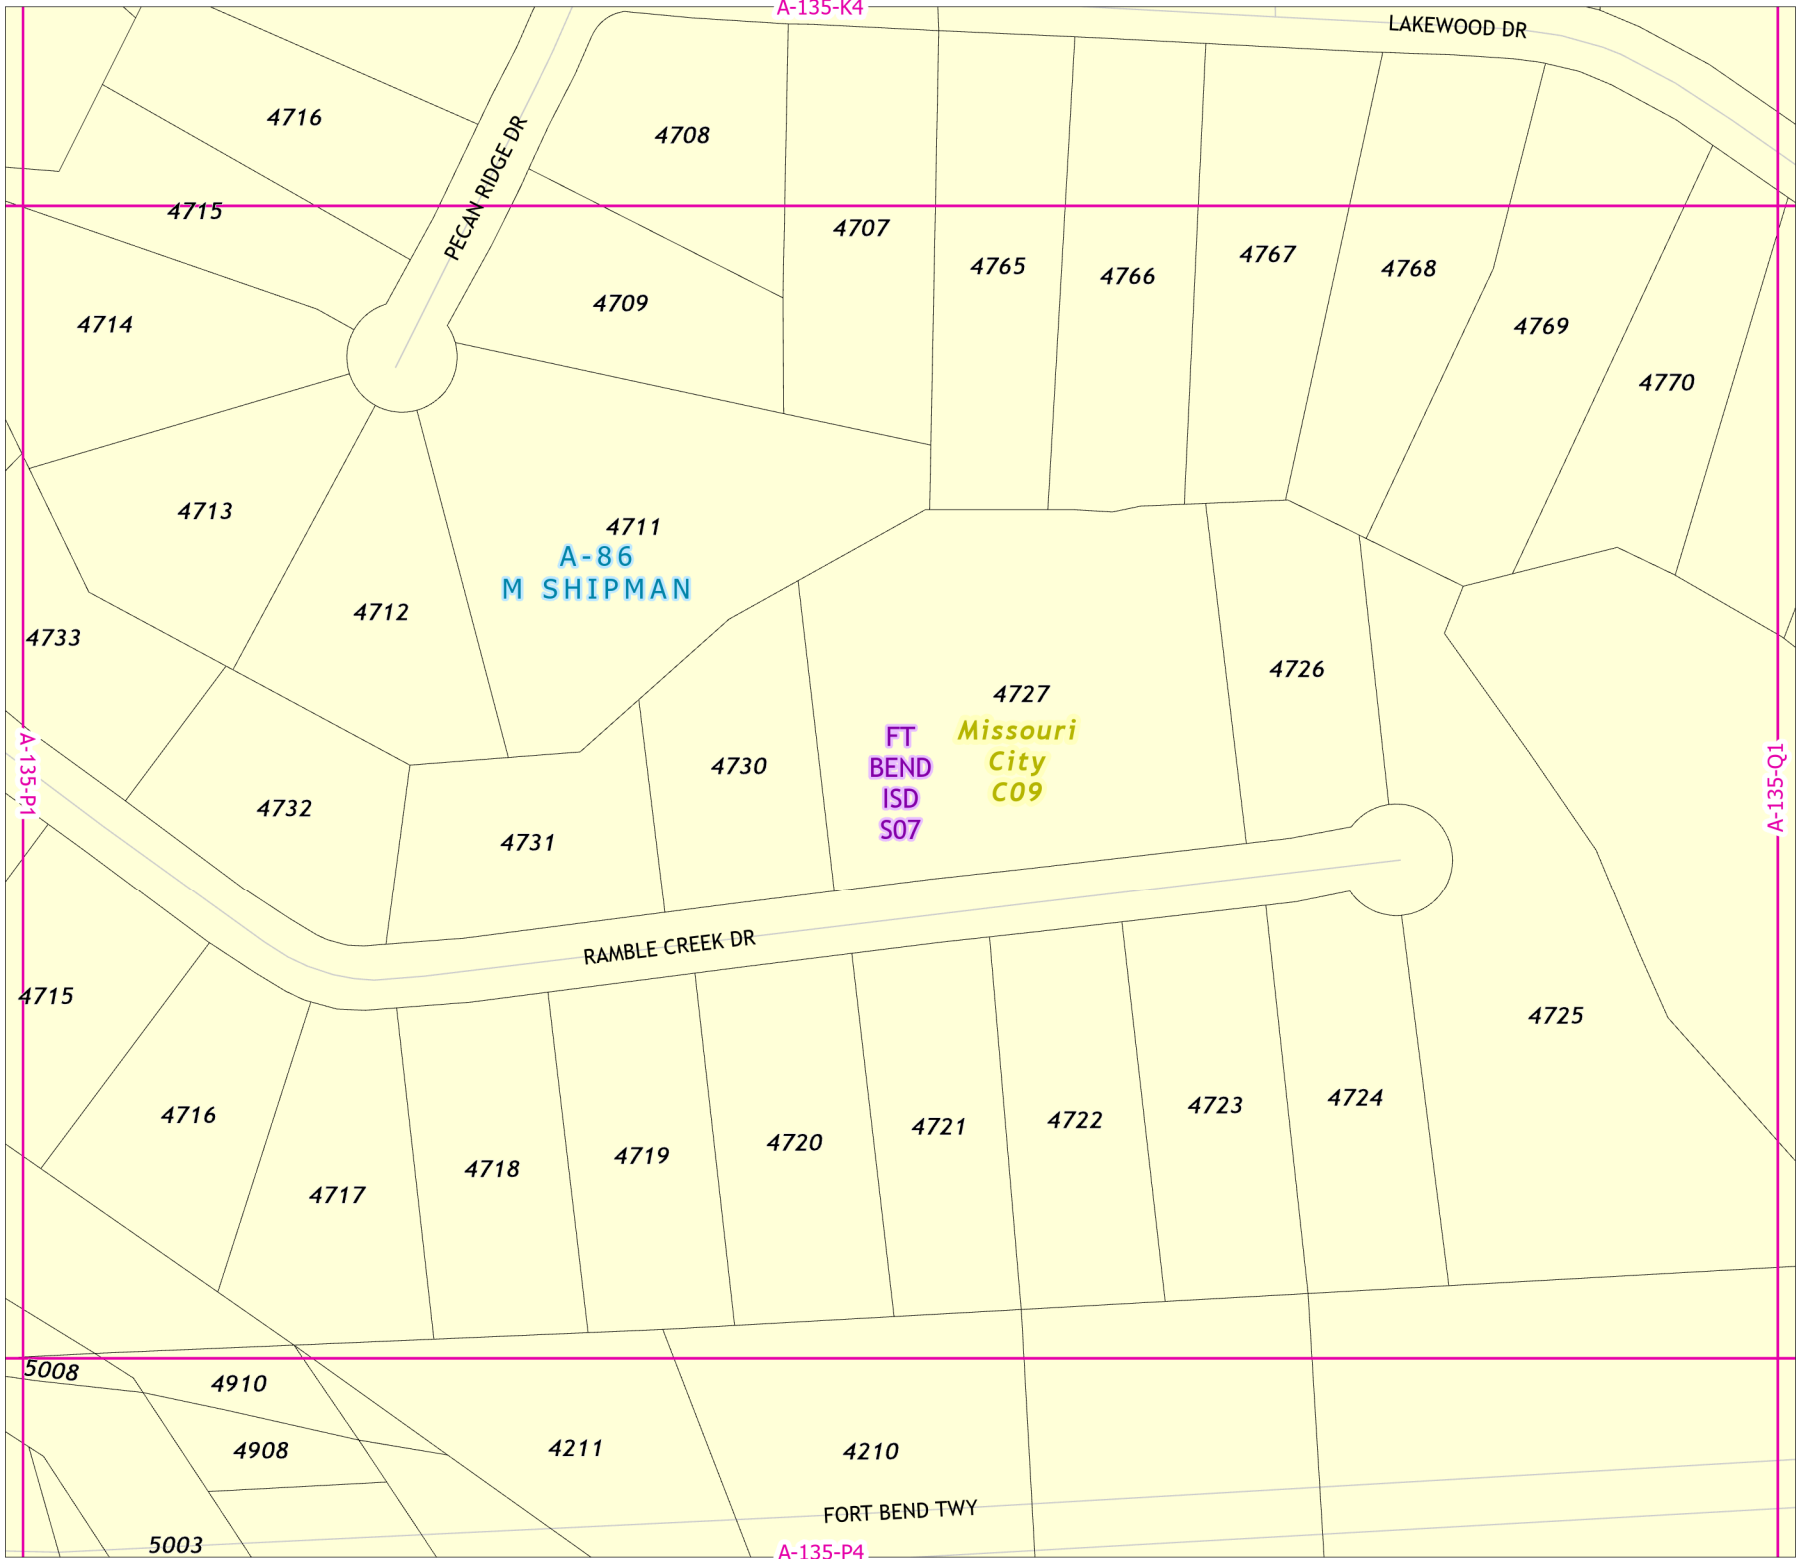 A-135-K4
LAKEWOOD DR
4716
PECAN RIDGE DR
4708
4715
4707
4765
4766
4767
4768
4714
4709
4769
4770
4713
4711
A-86
M SHIPMAN
4712
4733
4726
4727
FT
BEND
ISD
S07
Missouri
City
C09
4730
A-135-P1
A-135-Q1
4732
4731
RAMBLE CREEK DR
4715
4725
4716
4717
4718
4719
4720
4721
4722
4723
4724
5008
4910
4908
4211
4210
FORT BEND TWY
5003
A-135-P4